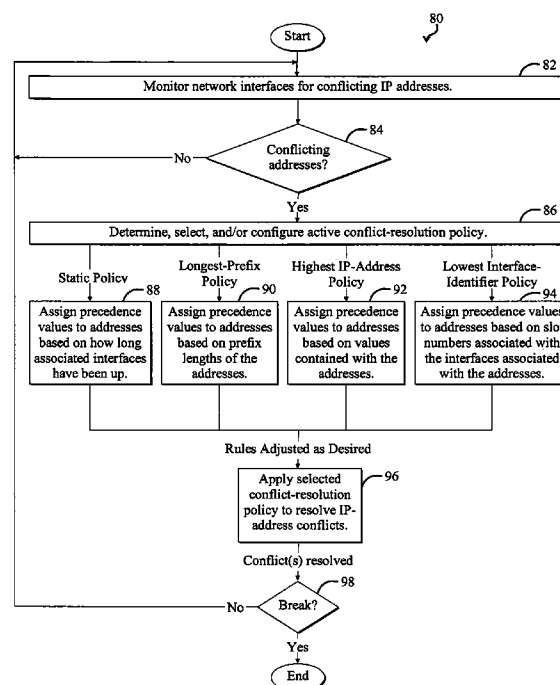 80
Start
82
Monitor network interfaces for conflicting IP addresses.
84
Conflicting
addresses?
No
Yes
86
Determine, select, and/or configure active conflict-resolution policy.
Static Policy
88
Assign precedence
values to addresses
based on how long
associated interfaces
have been up.
Longest-Prefix
Policy
90
Assign precedence
values to addresses
based on prefix
lengths of the
addresses.
Highest IP-Address
Policy
92
Assign precedence
values to addresses
based on values
contained with the
addresses.
Lowest Interface-
Identifier Policy
94
Assign precedence values
to addresses based on
numbers associated with
the interfaces associated
with the addresses.
Rules Adjusted as Desired
96
Apply selected
conflict-resolution
policy to resolve IP-
address conflicts.
Conflict(s) resolved
98
Break?
No
Yes
End